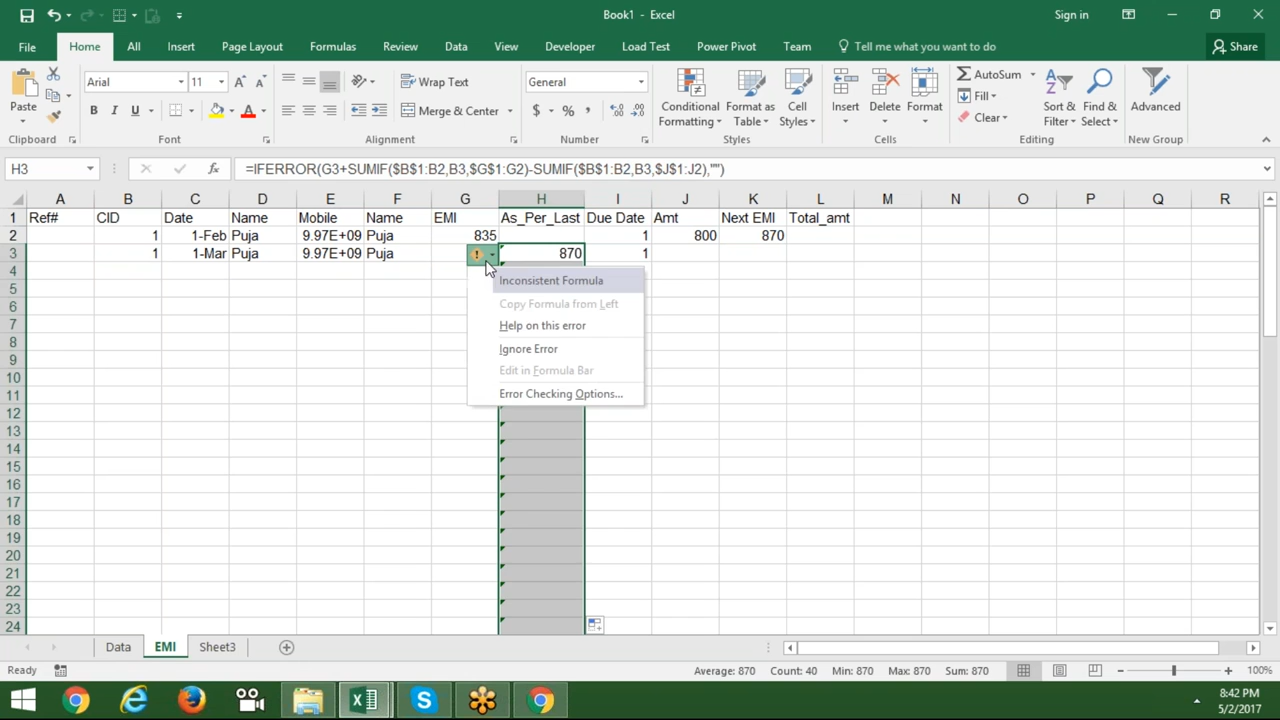 Book1 - Excel
Sign in
File Home All Insert Page Layout Formulas Review Data View Developer Load Test Power Pivot Team Tell me what you want to do Share
Paste
Arial 11
Wrap Text
General
Conditional Formatting
Format as Table
Cell Styles
Insert Delete Format
AutoSum
Fill
Clear
Sort & Filter
Find & Select
Advanced
B I U
Merge & Center
$ % ,
Clipboard Font Alignment Number Styles Cells Editing New Group
H3 fx =IFERROR(G3+SUMIF($B$1:B2,B3,$G$1:G2)-SUMIF($B$1:B2,B3,$J$1:J2),"")
A B C D E F G H I J K L M N O P Q R
1 Ref# CID Date Name Mobile Name EMI As_Per_Last Due Date Amt Next EMI Total_amt
2 1 1-Feb Puja 9.97E+09 Puja 835 1 800 870
3 1 1-Mar Puja 9.97E+09 Puja 870 1
4
Inconsistent Formula
5
Copy Formula from Left
6
7
Help on this error
8
Ignore Error
9
Edit in Formula Bar
10
Error Checking Options...
11
12
13
14
15
16
17
18
19
20
21
22
23
24
Data EMI Sheet3
Ready Average: 870 Count: 40 Min: 870 Max: 870 Sum: 870 100%
8:42 PM
5/2/2017